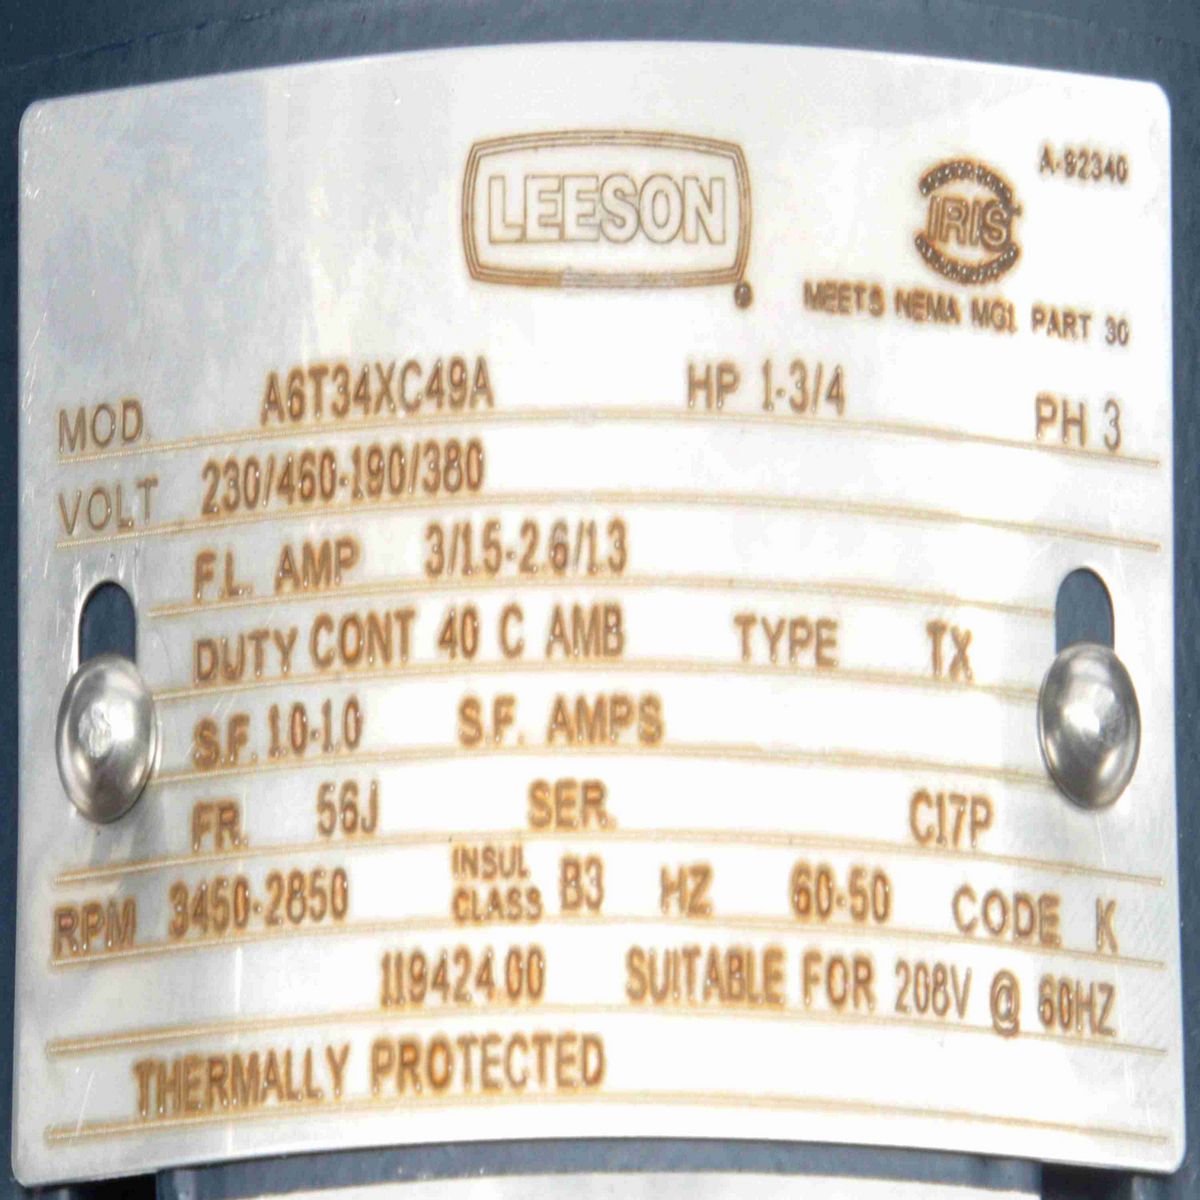 LEESON
IRIS
A-92340
MEETS NEMA MG1 PART 30
MOD. A6T34XC49A HP 1-3/4 PH 3
VOLT 230/460-190/380
F.L. AMP 3/1.5-2.6/1.3
DUTY CONT 40 C AMB TYPE TX
S.F. 1.0-1.0 S.F. AMPS
FR. 56J SER. C17P
RPM 3450-2850 INSUL CLASS B3 HZ 60-50 CODE K
119424.00 SUITABLE FOR 208V @ 60HZ
THERMALLY PROTECTED